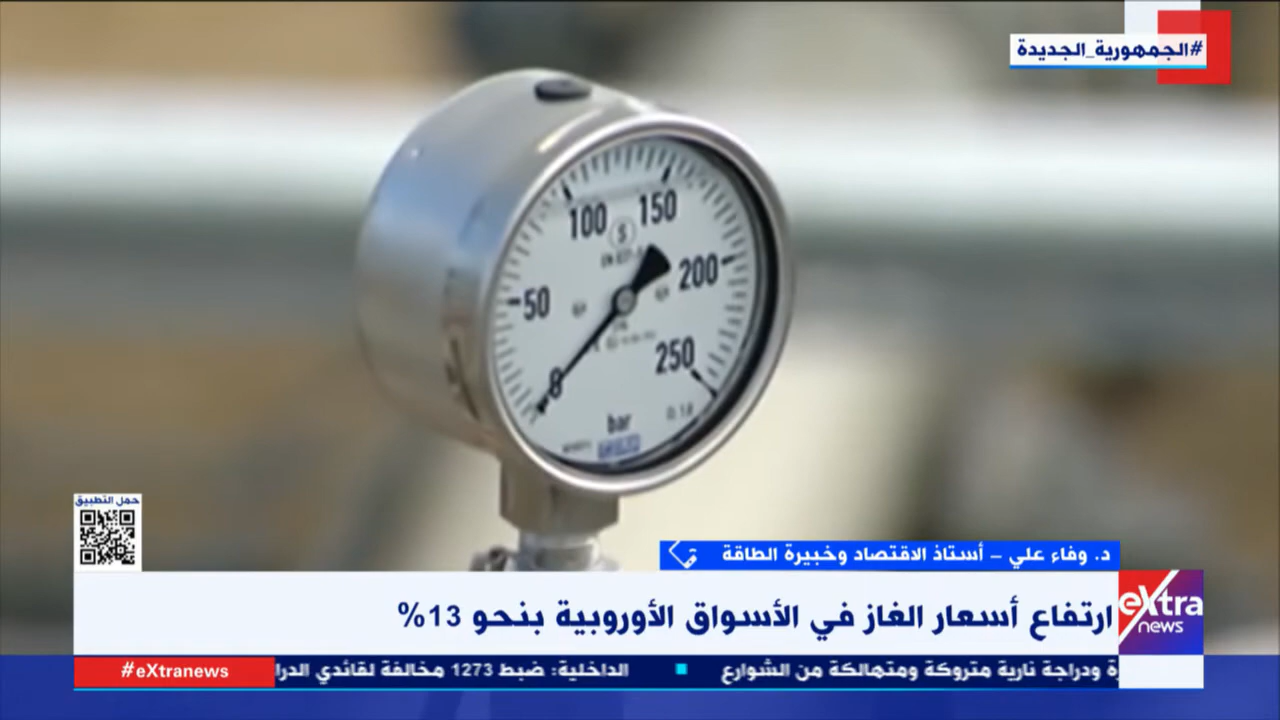 #الجمهورية_الجديدة
100
150
50
200
0
250
bar
حمل التطبيق
د. وفاء علي – أستاذ الاقتصاد وخبيرة الطاقة
ارتفاع أسعار الغاز في الأسواق الأوروبية بنحو 13%
eXtra
news
ة ودراجة نارية متروكة ومتهالكة من الشوارع ■ الداخلية: ضبط 1273 مخالفة لقائدي الدرا
#eXtranews